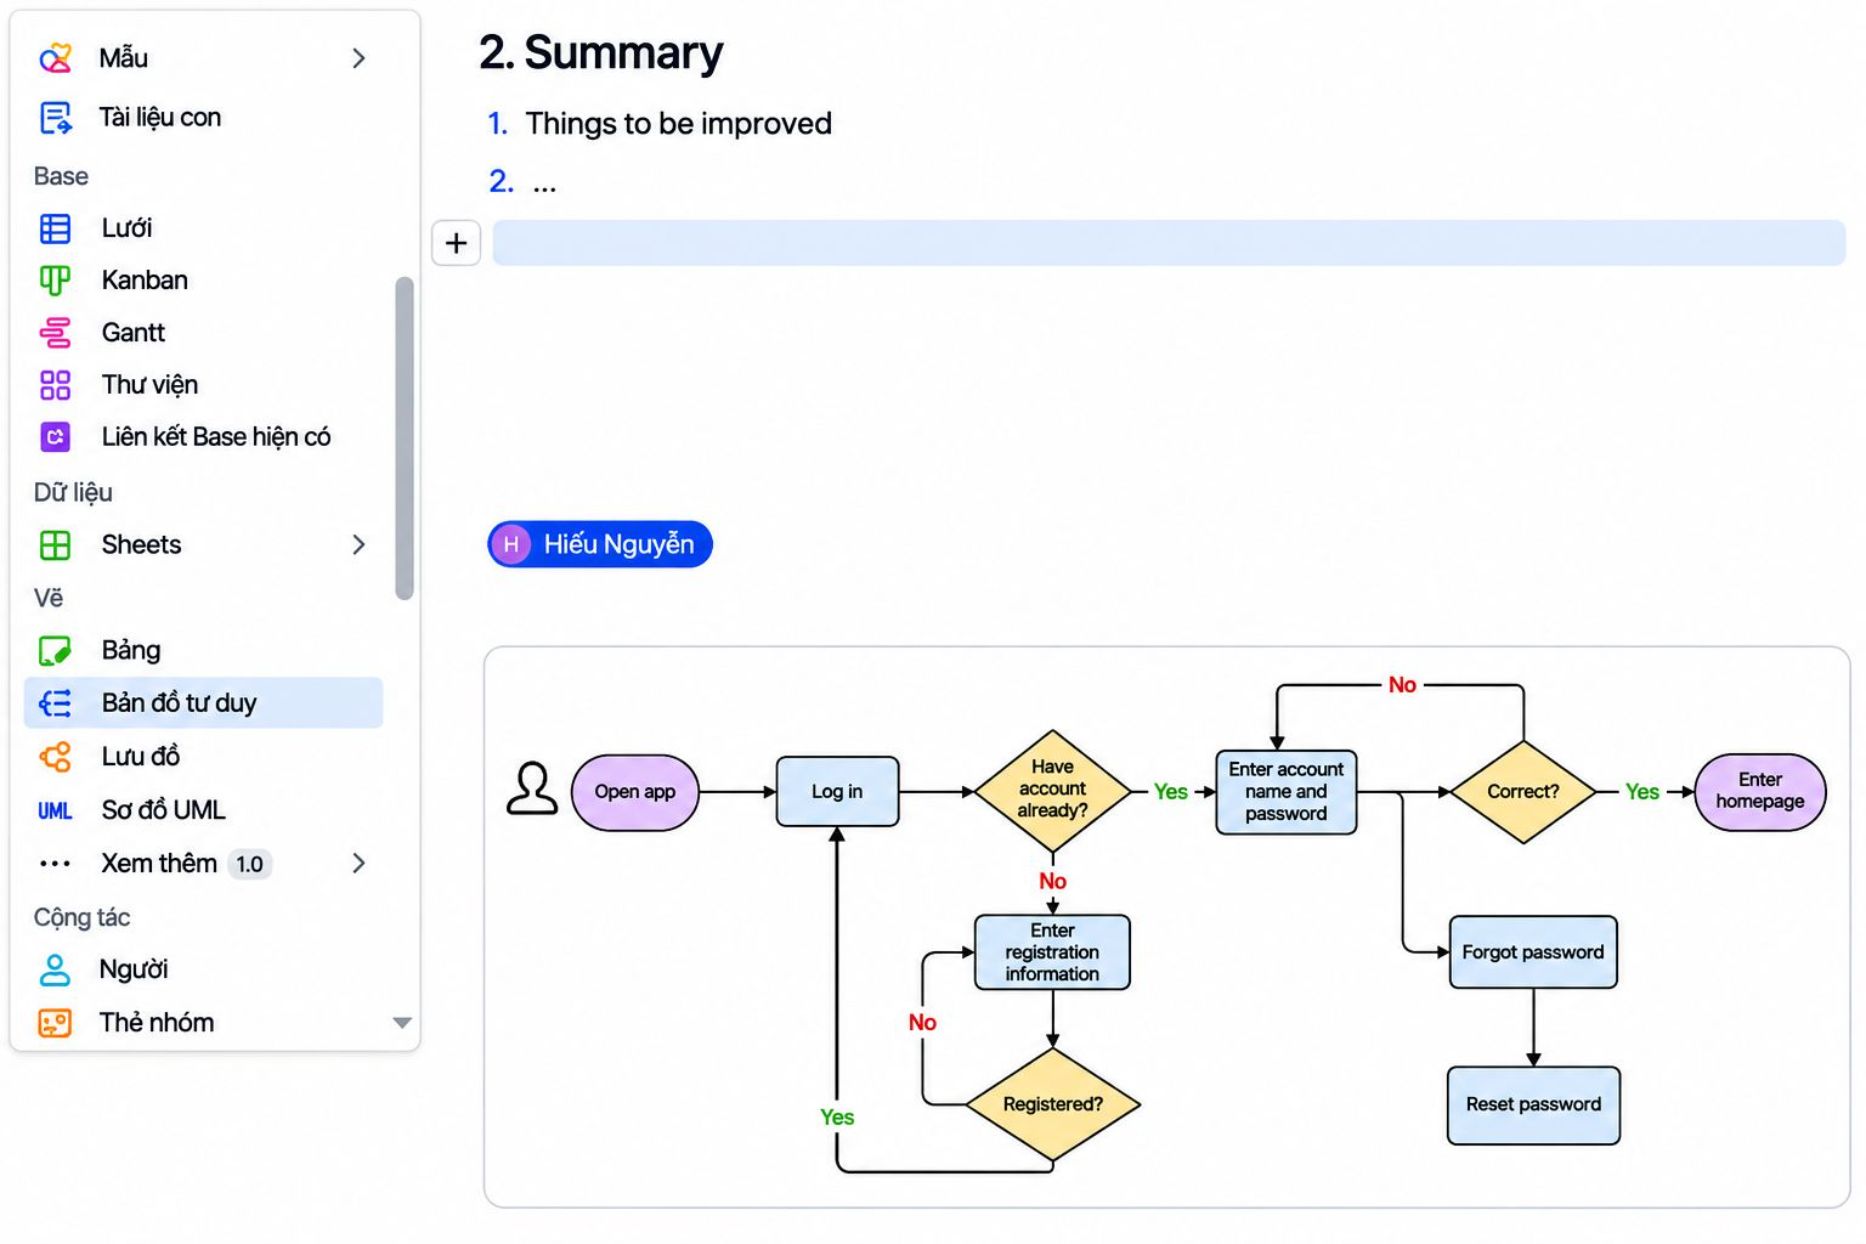 Mẫu
Tài liệu con
Base
Lưới
Kanban
Gantt
Thư viện
Liên kết Base hiện có
Dữ liệu
Sheets
Vẽ
Bảng
Bản đồ tư duy
Lưu đồ
UML Sơ đồ UML
Xem thêm 1.0
Cộng tác
Người
Thẻ nhóm
2. Summary
1. Things to be improved
2. ...
H Hiếu Nguyễn
Open app
Log in
Have
account
already?
Yes
Enter account
name and
password
No
Correct?
Yes
Enter
homepage
No
Enter
registration
information
No
Registered?
Yes
Forgot password
Reset password